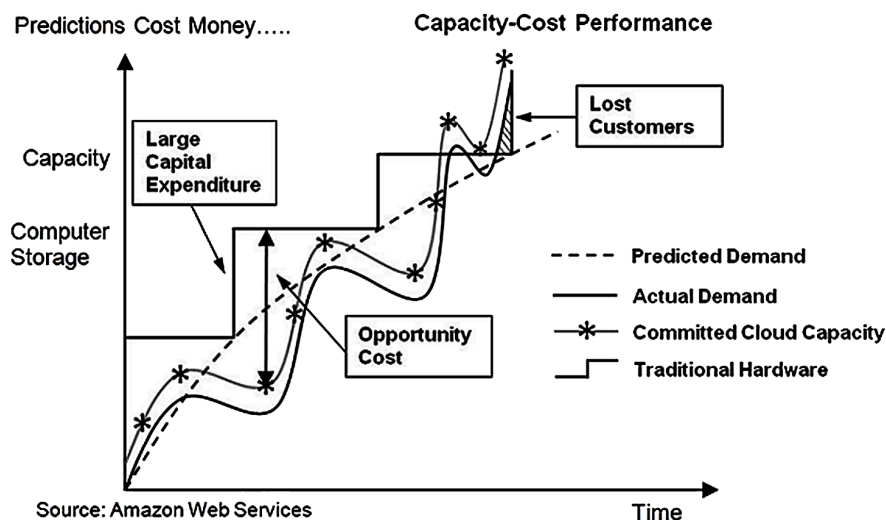 Predictions Cost Money.....
Capacity-Cost Performance
Large
Capital
Expenditure
Lost
Customers
Capacity
Computer
Storage
Opportunity
Cost
Predicted Demand
Actual Demand
Committed Cloud Capacity
Traditional Hardware
Source: Amazon Web Services
Time